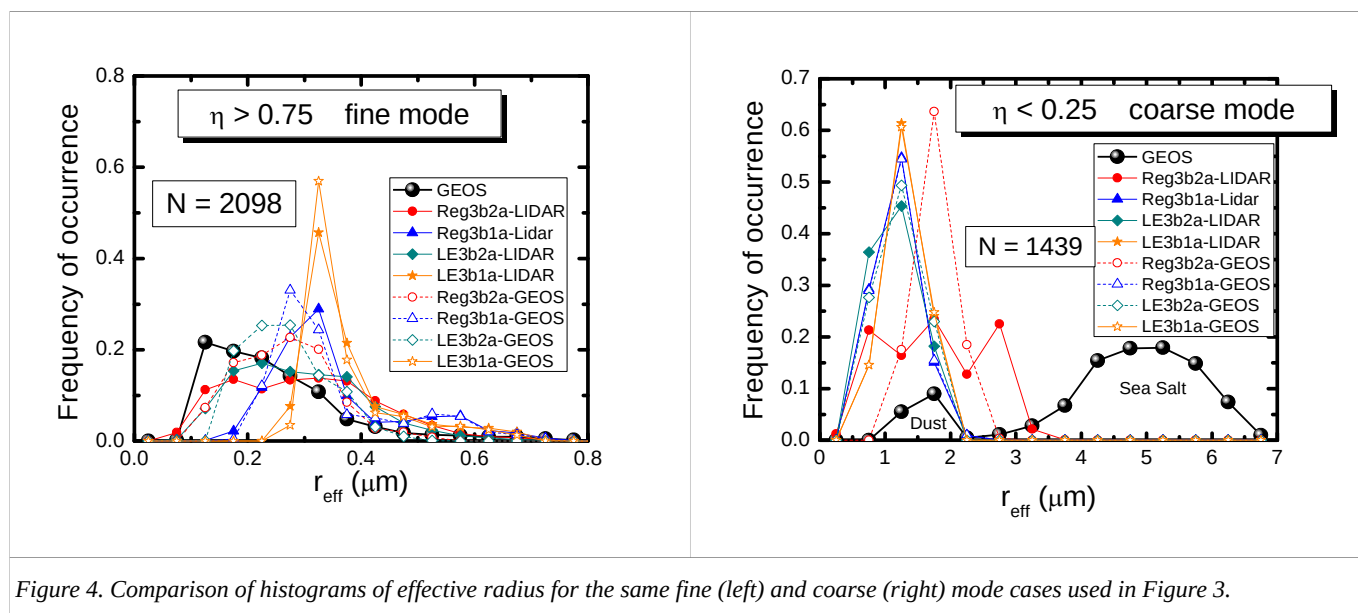 η > 0.75 fine mode
N = 2098
GEOS
Reg3b2a-LIDAR
Reg3b1a-Lidar
LE3b2a-LIDAR
LE3b1a-LIDAR
Reg3b2a-GEOS
Reg3b1a-GEOS
LE3b2a-GEOS
LE3b1a-GEOS
Frequency of occurrence
0.8
0.6
0.4
0.2
0.0
0.0 0.2 0.4 0.6 0.8
r_eff (μm)
η < 0.25 coarse mode
N = 1439
GEOS
Reg3b2a-LIDAR
Reg3b1a-Lidar
LE3b2a-LIDAR
LE3b1a-LIDAR
Reg3b2a-GEOS
Reg3b1a-GEOS
LE3b2a-GEOS
LE3b1a-GEOS
Sea Salt
Dust
Frequency of occurrence
0.7
0.6
0.5
0.4
0.3
0.2
0.1
0.0
0 1 2 3 4 5 6 7
r_eff (μm)
Figure 4. Comparison of histograms of effective radius for the same fine (left) and coarse (right) mode cases used in Figure 3.